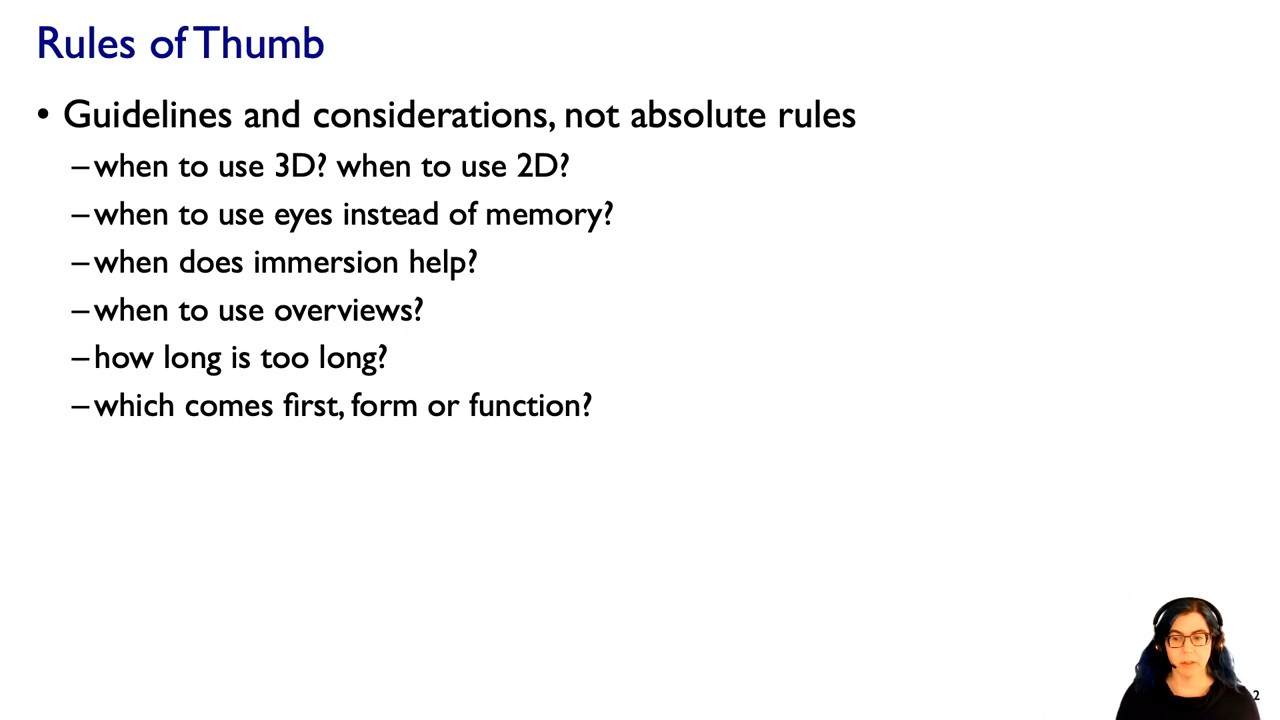 Rules of Thumb
• Guidelines and considerations, not absolute rules
–when to use 3D? when to use 2D?
–when to use eyes instead of memory?
–when does immersion help?
–when to use overviews?
–how long is too long?
–which comes first, form or function?
2